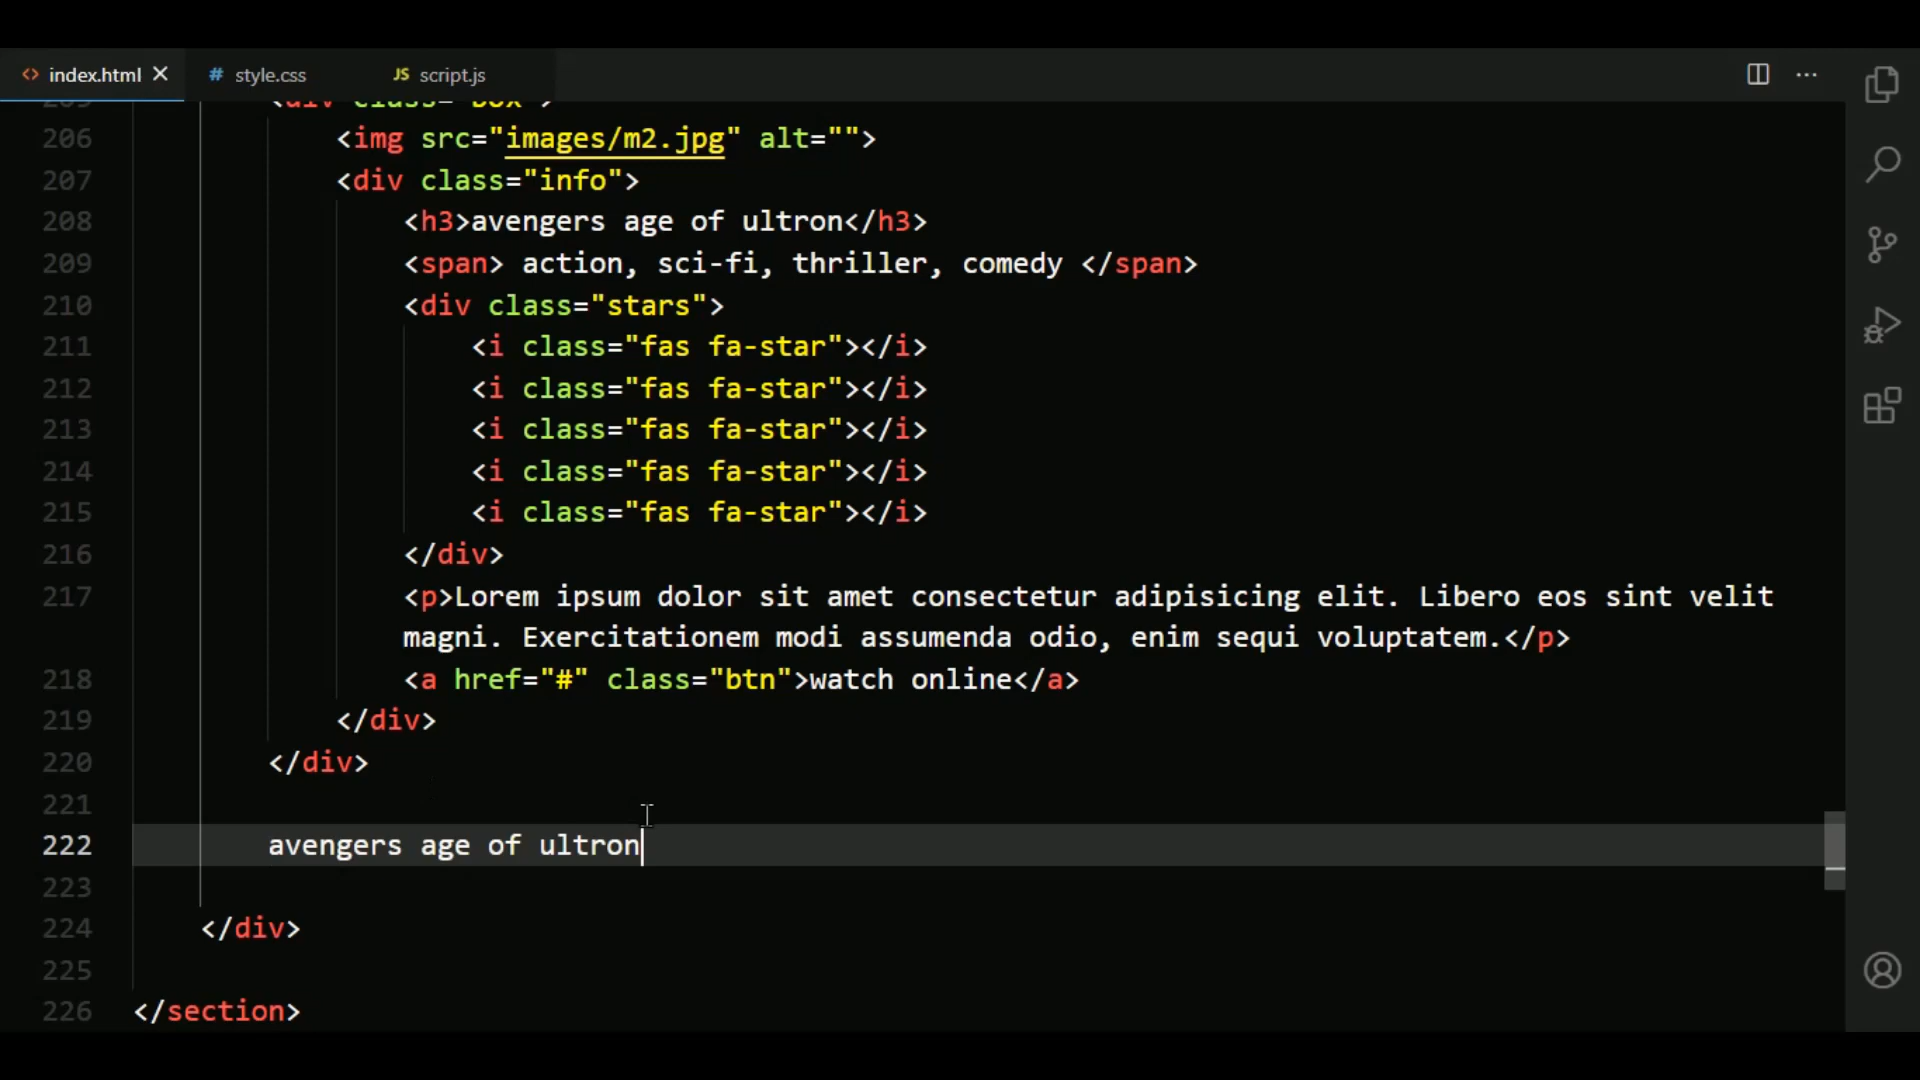 index.html
style.css
JS script.js
205 <div class="box">
206 <img src="images/m2.jpg" alt="">
207 <div class="info">
208 <h3>avengers age of ultron</h3>
209 <span> action, sci-fi, thriller, comedy </span>
210 <div class="stars">
211 <i class="fas fa-star"></i>
212 <i class="fas fa-star"></i>
213 <i class="fas fa-star"></i>
214 <i class="fas fa-star"></i>
215 <i class="fas fa-star"></i>
216 </div>
217 <p>Lorem ipsum dolor sit amet consectetur adipisicing elit. Libero eos sint velit
magni. Exercitationem modi assumenda odio, enim sequi voluptatem.</p>
218 <a href="#" class="btn">watch online</a>
219 </div>
220 </div>
221
222 avengers age of ultron
223
224 </div>
225
226 </section>